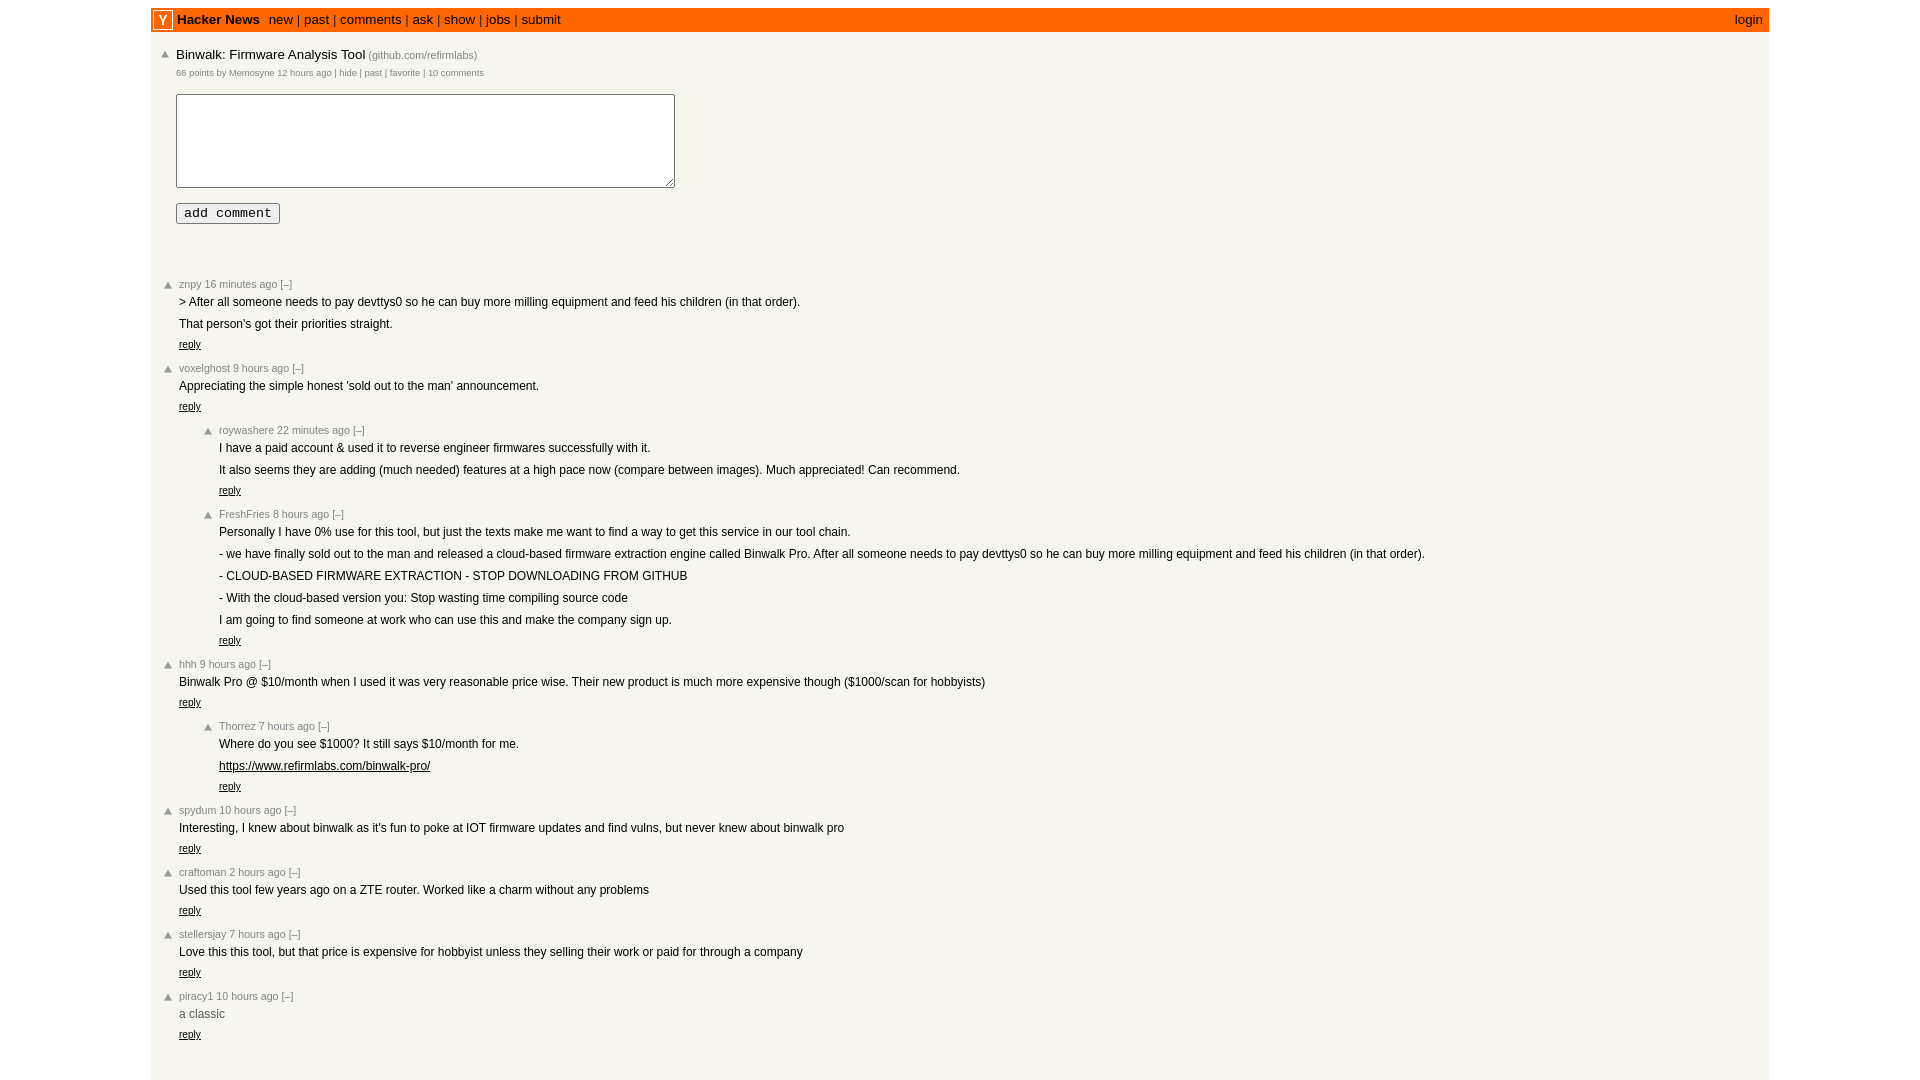 Y Hacker News new | past | comments | ask | show | jobs | submit login
Binwalk: Firmware Analysis Tool (github.com/refirmlabs)
66 points by Memosyne 12 hours ago | hide | past | favorite | 10 comments
add comment
znpy 16 minutes ago [–]
> After all someone needs to pay devttys0 so he can buy more milling equipment and feed his children (in that order).
That person's got their priorities straight.
reply
voxelghost 9 hours ago [–]
Appreciating the simple honest 'sold out to the man' announcement.
reply
roywashere 22 minutes ago [–]
I have a paid account & used it to reverse engineer firmwares successfully with it.
It also seems they are adding (much needed) features at a high pace now (compare between images). Much appreciated! Can recommend.
reply
FreshFries 8 hours ago [–]
Personally I have 0% use for this tool, but just the texts make me want to find a way to get this service in our tool chain.
- we have finally sold out to the man and released a cloud-based firmware extraction engine called Binwalk Pro. After all someone needs to pay devttys0 so he can buy more milling equipment and feed his children (in that order).
- CLOUD-BASED FIRMWARE EXTRACTION - STOP DOWNLOADING FROM GITHUB
- With the cloud-based version you: Stop wasting time compiling source code
I am going to find someone at work who can use this and make the company sign up.
reply
hhh 9 hours ago [–]
Binwalk Pro @ $10/month when I used it was very reasonable price wise. Their new product is much more expensive though ($1000/scan for hobbyists)
reply
Thorrez 7 hours ago [–]
Where do you see $1000? It still says $10/month for me.
https://www.refirmlabs.com/binwalk-pro/
reply
spydum 10 hours ago [–]
Interesting, I knew about binwalk as it's fun to poke at IOT firmware updates and find vulns, but never knew about binwalk pro
reply
craftoman 2 hours ago [–]
Used this tool few years ago on a ZTE router. Worked like a charm without any problems
reply
stellersjay 7 hours ago [–]
Love this this tool, but that price is expensive for hobbyist unless they selling their work or paid for through a company
reply
piracy1 10 hours ago [–]
a classic
reply